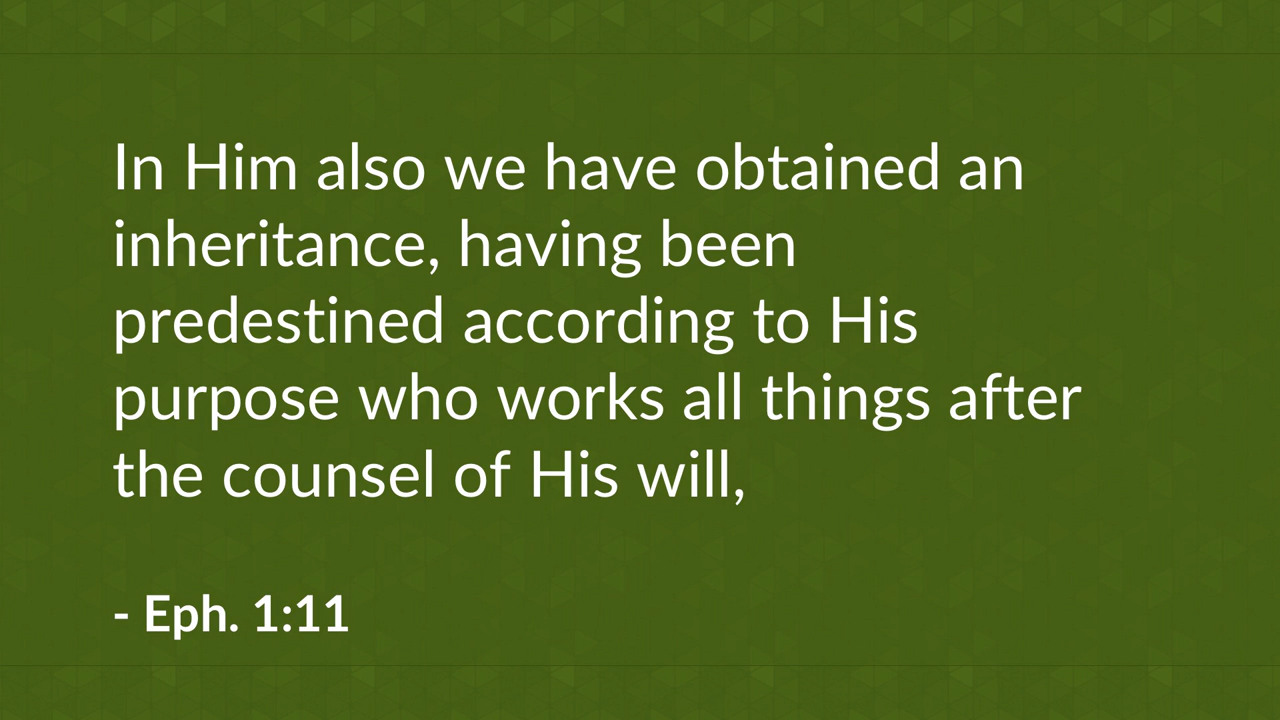 In Him also we have obtained an
inheritance, having been
predestined according to His
purpose who works all things after
the counsel of His will,
- Eph. 1:11